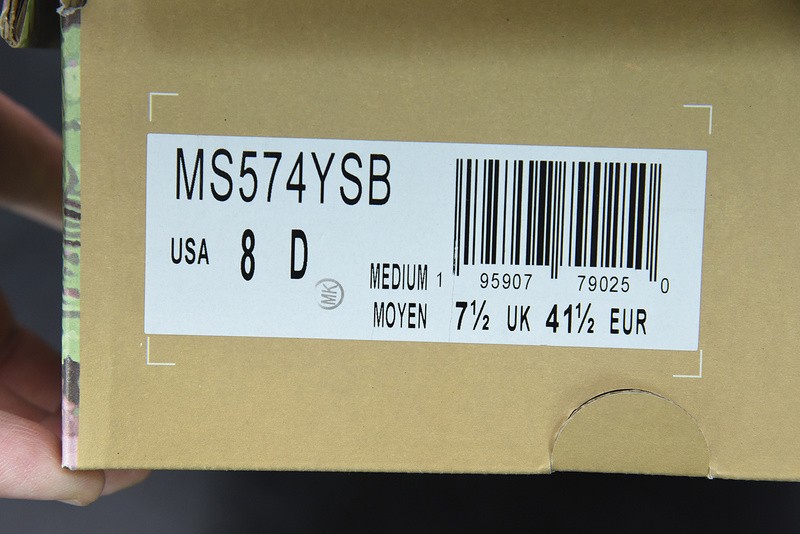 MS574YSB
USA 8 D
MK
MEDIUM
MOYEN
1 95907 79025 0
7½ UK 41½ EUR